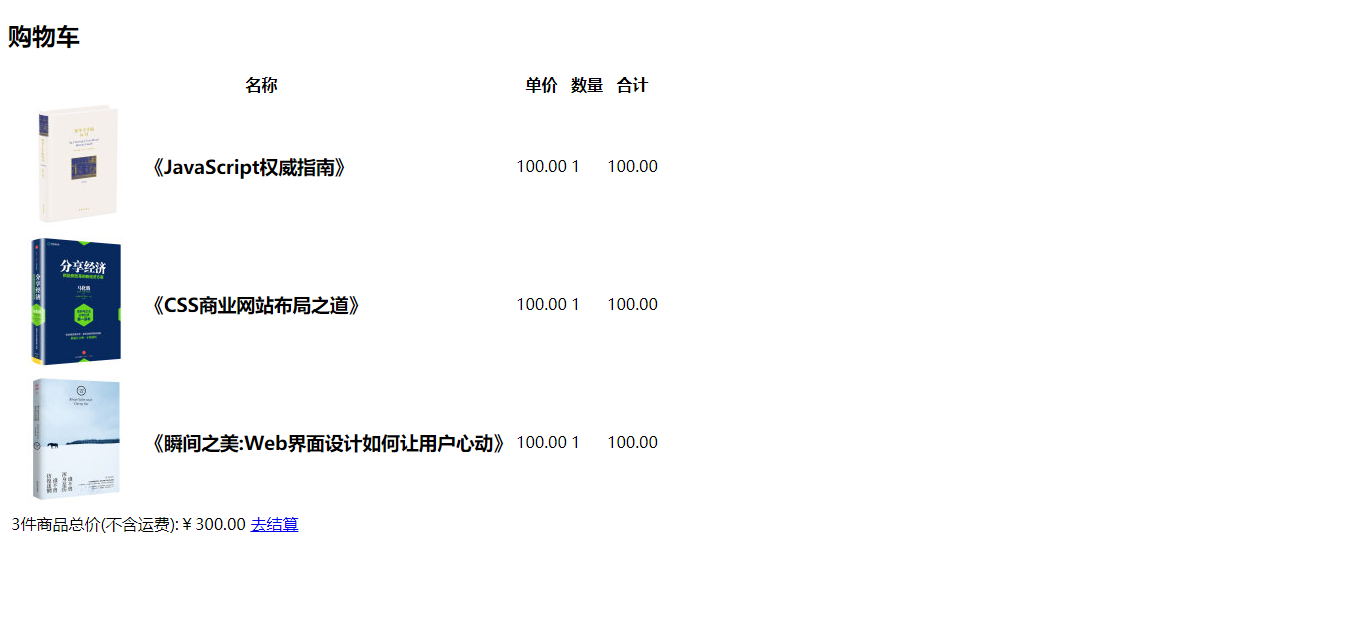 购物车
名称 单价 数量 合计
《JavaScript权威指南》 100.00 1 100.00
分享经济
分享经济
《CSS商业网站布局之道》 100.00 1 100.00
《瞬间之美:Web界面设计如何让用户心动》 100.00 1 100.00
3件商品总价(不含运费):￥300.00 去结算